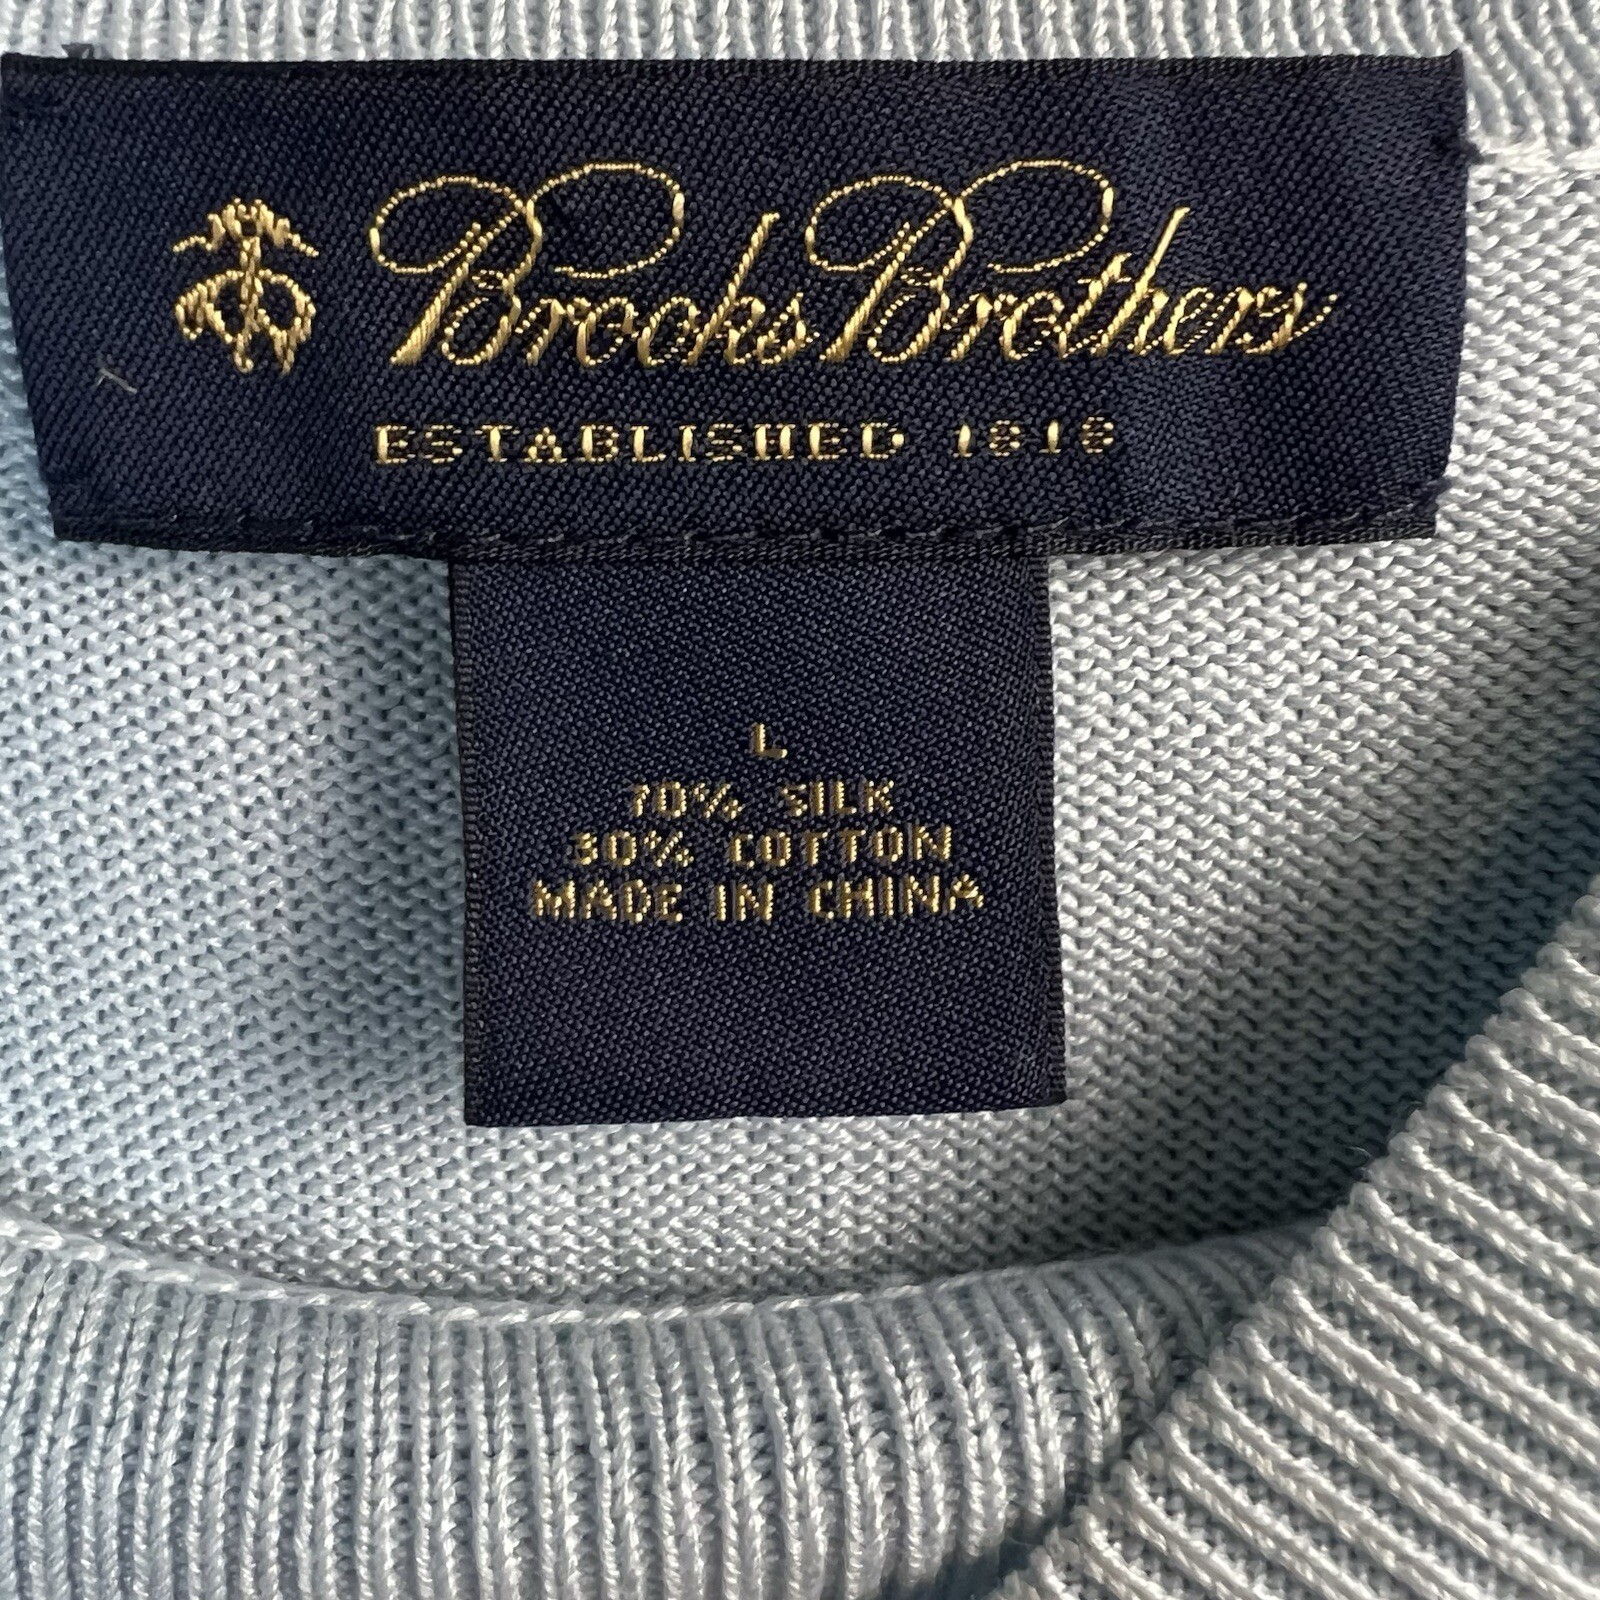 Brooks Brothers
ESTABLISHED 1818
L
70% SILK
30% COTTON
MADE IN CHINA